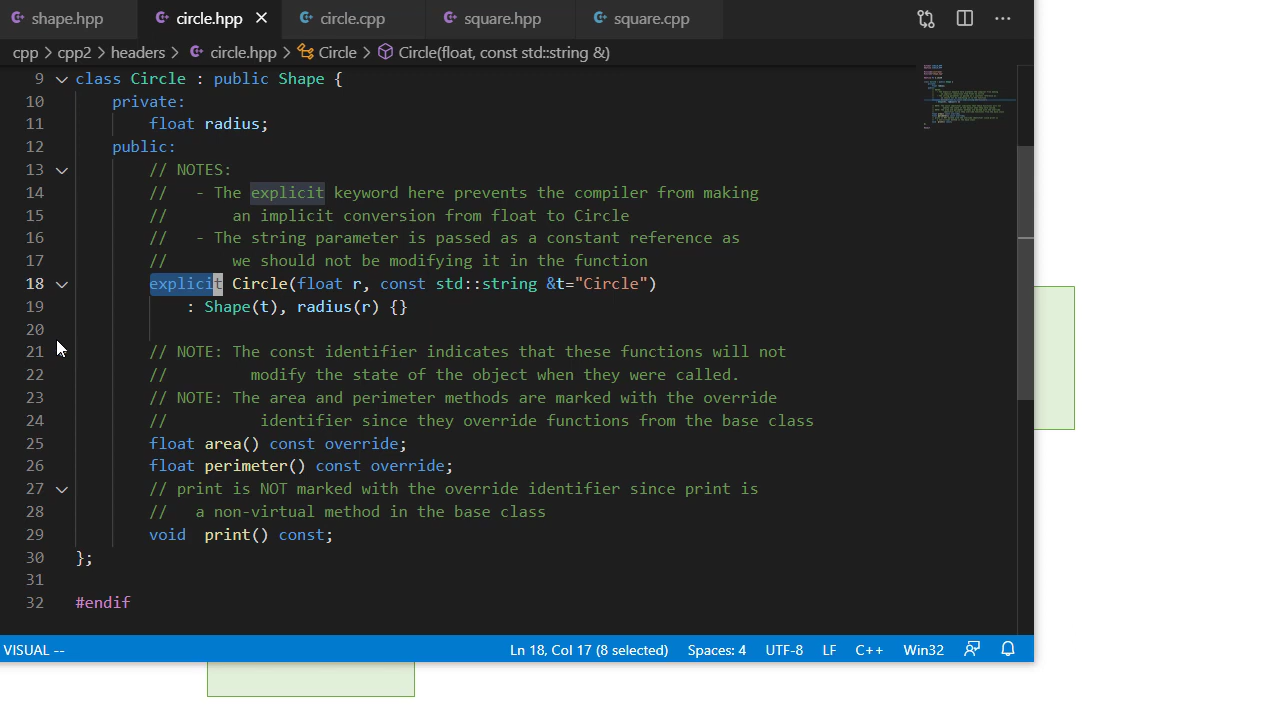 shape.hpp circle.hpp circle.cpp square.hpp square.cpp
cpp > cpp2 > headers > circle.hpp > Circle > Circle(float, const std::string &)
9 class Circle : public Shape {
10 private:
11 float radius;
12 public:
13 // NOTES:
14 // - The explicit keyword here prevents the compiler from making
15 // an implicit conversion from float to Circle
16 // - The string parameter is passed as a constant reference as
17 // we should not be modifying it in the function
18 explicit Circle(float r, const std::string &t="Circle")
19 : Shape(t), radius(r) {}
20
21 // NOTE: The const identifier indicates that these functions will not
22 // modify the state of the object when they were called.
23 // NOTE: The area and perimeter methods are marked with the override
24 // identifier since they override functions from the base class
25 float area() const override;
26 float perimeter() const override;
27 // print is NOT marked with the override identifier since print is
28 // a non-virtual method in the base class
29 void print() const;
30 };
31
32 #endif
VISUAL -- Ln 18, Col 17 (8 selected) Spaces: 4 UTF-8 LF C++ Win32